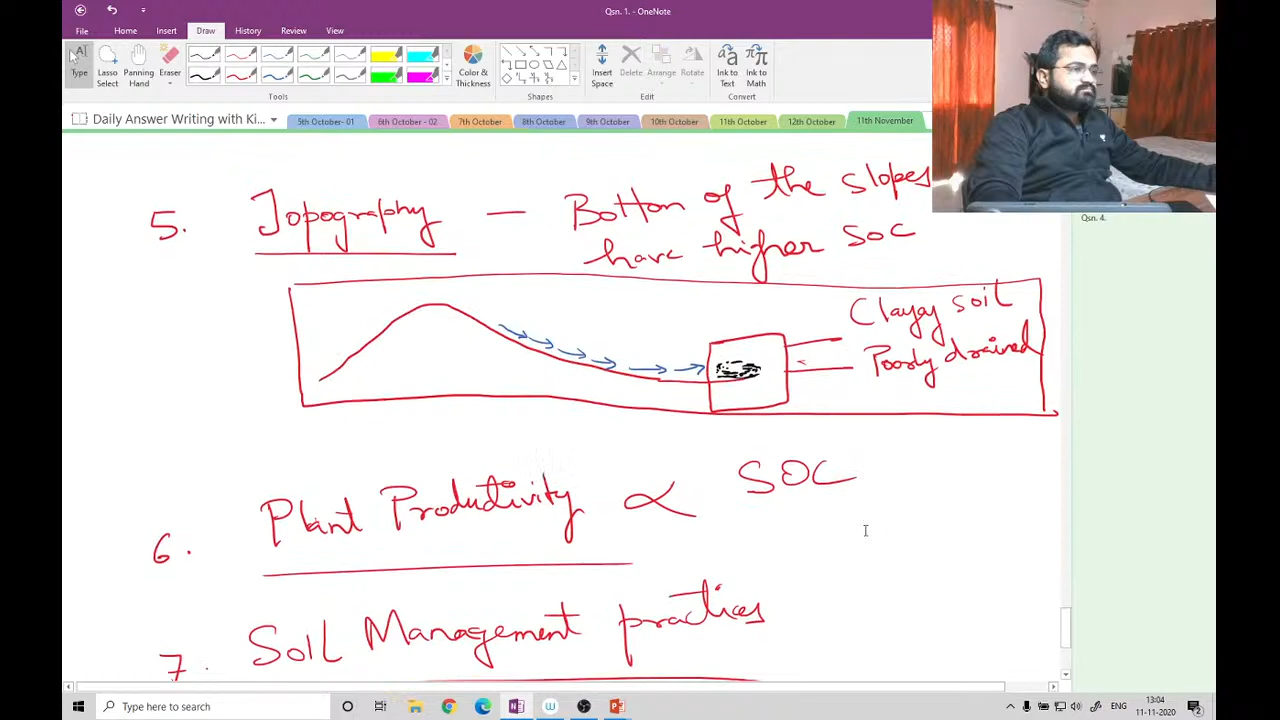 Qsn. 1. - OneNote
File Home Insert Draw History Review View
Type
Lasso Select
Panning Hand
Eraser
Color & Thickness
Insert Space
Delete
Arrange
Rotate
Ink to Text
Ink to Math
Tools
Shapes
Edit
Convert
Daily Answer Writing with Ki...
5th October- 01
6th October - 02
7th October
8th October
9th October
10th October
11th October
12th October
11th November
Qsn. 4.
5. Topography — Bottom of the slopes
have higher SOC
Clayay soil
Poorly drained
6. Plant Productivity ∝ SOC
7. Soil Management practices
Type here to search
ENG
13:04
11-11-2020
2